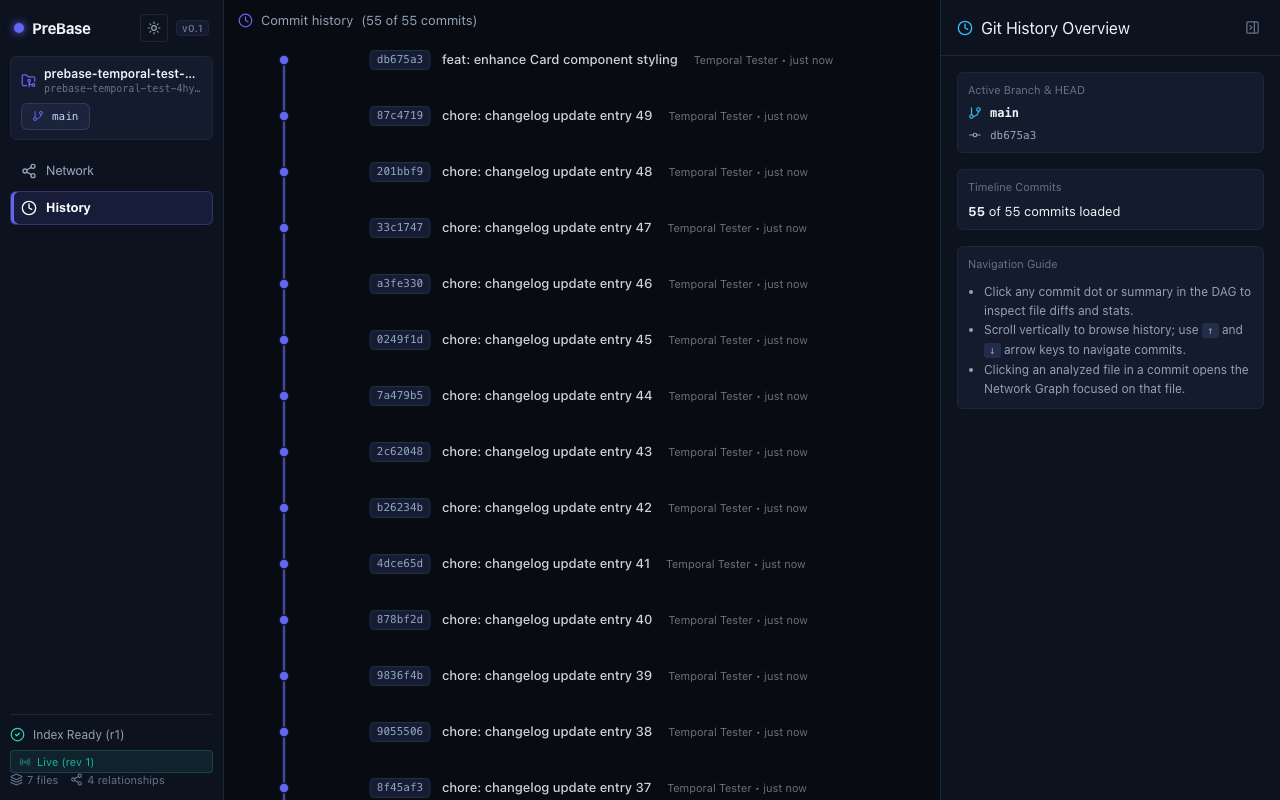 PreBase
v0.1
prebase-temporal-test-...
prebase-temporal-test-4hy...
main
Network
History
Index Ready (r1)
Live (rev 1)
7 files 4 relationships
Commit history (55 of 55 commits)
db675a3 feat: enhance Card component styling Temporal Tester • just now
87c4719 chore: changelog update entry 49 Temporal Tester • just now
201bbf9 chore: changelog update entry 48 Temporal Tester • just now
33c1747 chore: changelog update entry 47 Temporal Tester • just now
a3fe330 chore: changelog update entry 46 Temporal Tester • just now
0249f1d chore: changelog update entry 45 Temporal Tester • just now
7a479b5 chore: changelog update entry 44 Temporal Tester • just now
2c62048 chore: changelog update entry 43 Temporal Tester • just now
b26234b chore: changelog update entry 42 Temporal Tester • just now
4dce65d chore: changelog update entry 41 Temporal Tester • just now
878bf2d chore: changelog update entry 40 Temporal Tester • just now
9836f4b chore: changelog update entry 39 Temporal Tester • just now
9055506 chore: changelog update entry 38 Temporal Tester • just now
8f45af3 chore: changelog update entry 37 Temporal Tester • just now
Git History Overview
Active Branch & HEAD
main
db675a3
Timeline Commits
55 of 55 commits loaded
Navigation Guide
• Click any commit dot or summary in the DAG to
inspect file diffs and stats.
• Scroll vertically to browse history; use ↑ and
↓ arrow keys to navigate commits.
• Clicking an analyzed file in a commit opens the
Network Graph focused on that file.